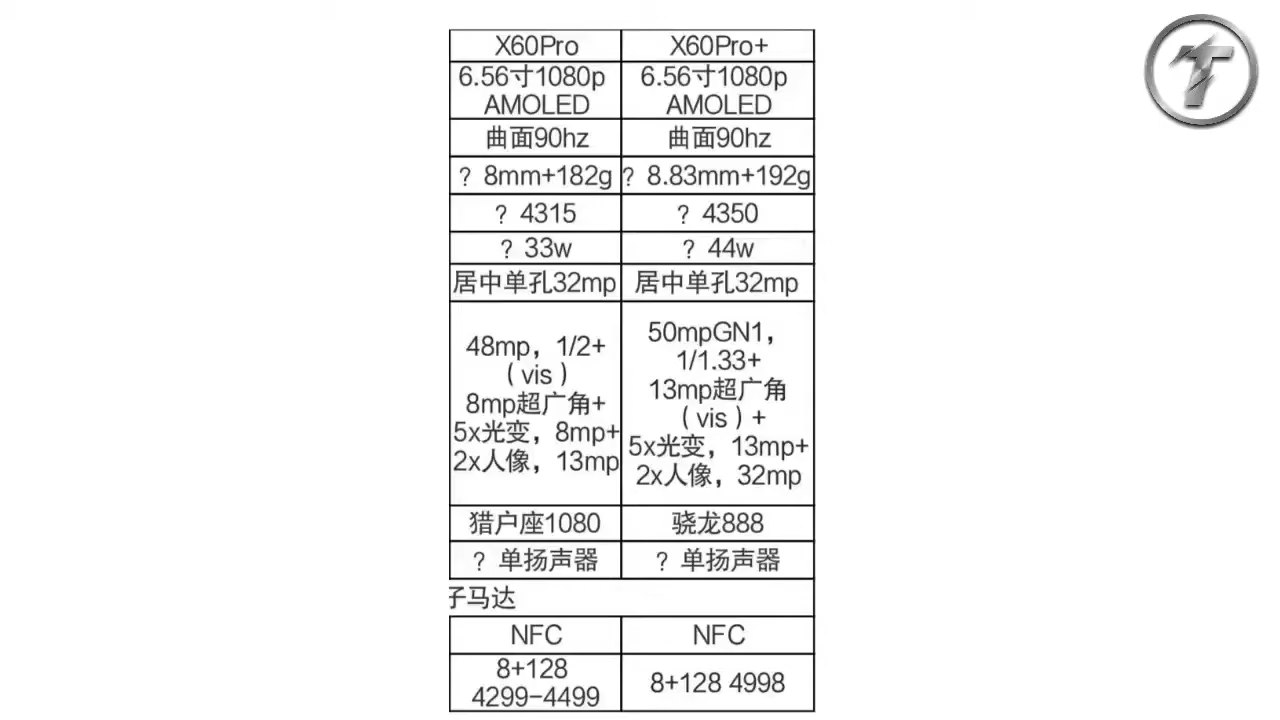 X60Pro X60Pro+
6.56寸1080p 6.56寸1080p
AMOLED AMOLED
曲面90hz 曲面90hz
？8mm+182g ？8.83mm+192g
？4315 ？4350
？33w ？44w
居中单孔32mp 居中单孔32mp
48mp，1/2+
（vis）
8mp超广角+
5x光变，8mp+
2x人像，13mp
50mpGN1，
1/1.33+
13mp超广角
（vis）+
5x光变，13mp+
2x人像，32mp
猎户座1080 骁龙888
？单扬声器 ？单扬声器
子马达
NFC NFC
8+128
4299-4499
8+128 4998
T